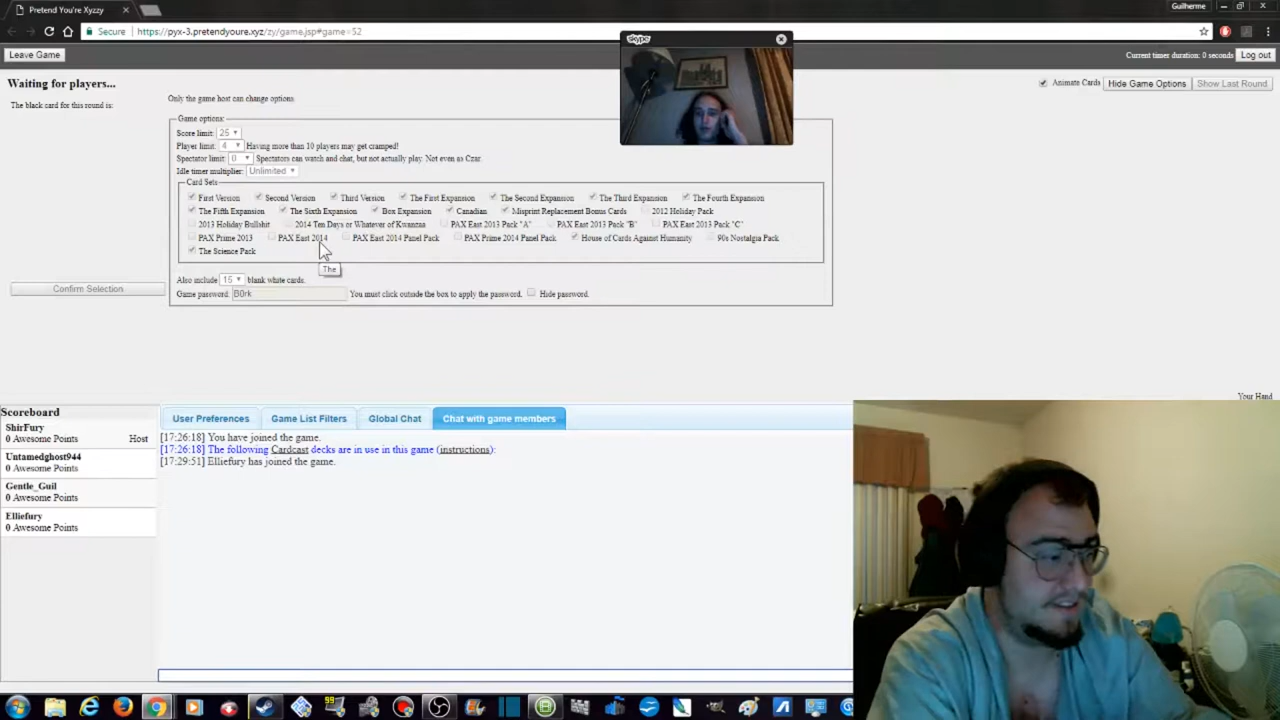 Pretend You're Xyzzy
Guilherme
Secure | https://pyx-3.pretendyoure.xyz/zy/game.jsp#game=52
skype
Leave Game
Current timer duration: 0 seconds
Log out
Waiting for players...
Animate Cards
Hide Game Options
Show Last Round
The black card for this round is:
Only the game host can change options.
Game options:
Score limit: 25
Player limit: 4 Having more than 10 players may get cramped!
Spectator limit: 0 Spectators can watch and chat, but not actually play. Not even as Czar.
Idle timer multiplier: Unlimited
Card Sets
First Version Second Version Third Version The First Expansion The Second Expansion The Third Expansion The Fourth Expansion
The Fifth Expansion The Sixth Expansion Box Expansion Canadian Misprint Replacement Bonus Cards 2012 Holiday Pack
2013 Holiday Bullshit 2014 Ten Days or Whatever of Kwanzaa PAX East 2013 Pack "A" PAX East 2013 Pack "B" PAX East 2013 Pack "C"
PAX Prime 2013 PAX East 2014 PAX East 2014 Panel Pack PAX Prime 2014 Panel Pack House of Cards Against Humanity 90s Nostalgia Pack
The Science Pack
The
Also include 15 blank white cards.
Confirm Selection
Game password: B0rk You must click outside the box to apply the password. Hide password.
Your Hand
Scoreboard
User Preferences Game List Filters Global Chat Chat with game members
ShirFury
0 Awesome Points Host
Untamedghost944
0 Awesome Points
Gentle_Guil
0 Awesome Points
Elliefury
0 Awesome Points
[17:26:18] You have joined the game.
[17:26:18] The following Cardcast decks are in use in this game (instructions):
[17:29:51] Elliefury has joined the game.
99